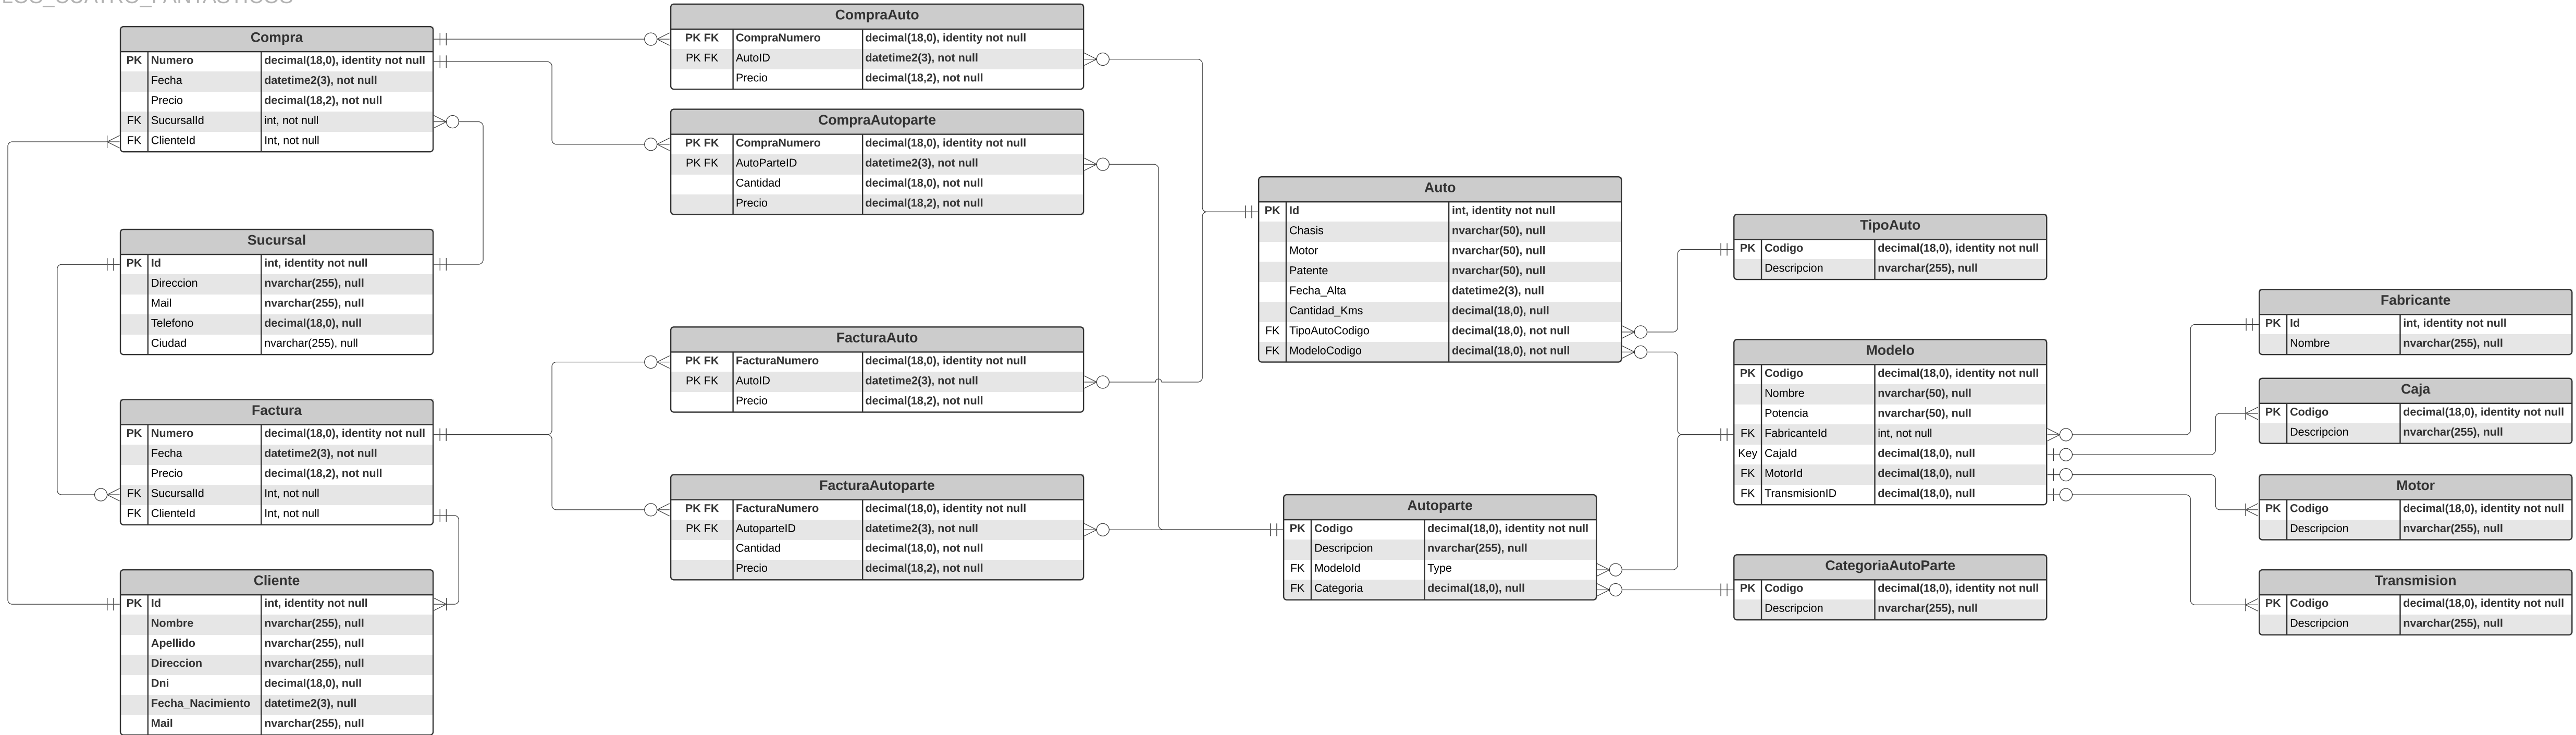 LOS_CUATRO_FANTASTICOS
Compra
PK Numero decimal(18,0), identity not null
Fecha datetime2(3), not null
Precio decimal(18,2), not null
FK SucursalId int, not null
FK ClienteId Int, not null
Sucursal
PK Id int, identity not null
Direccion nvarchar(255), null
Mail nvarchar(255), null
Telefono decimal(18,0), null
Ciudad nvarchar(255), null
Factura
PK Numero decimal(18,0), identity not null
Fecha datetime2(3), not null
Precio decimal(18,2), not null
FK SucursalId Int, not null
FK ClienteId Int, not null
Cliente
PK Id int, identity not null
Nombre nvarchar(255), null
Apellido nvarchar(255), null
Direccion nvarchar(255), null
Dni decimal(18,0), null
Fecha_Nacimiento datetime2(3), null
Mail nvarchar(255), null
CompraAuto
PK FK CompraNumero decimal(18,0), identity not null
PK FK AutoID datetime2(3), not null
Precio decimal(18,2), not null
CompraAutoparte
PK FK CompraNumero decimal(18,0), identity not null
PK FK AutoParteID datetime2(3), not null
Cantidad decimal(18,0), not null
Precio decimal(18,2), not null
FacturaAuto
PK FK FacturaNumero decimal(18,0), identity not null
PK FK AutoID datetime2(3), not null
Precio decimal(18,2), not null
FacturaAutoparte
PK FK FacturaNumero decimal(18,0), identity not null
PK FK AutoparteID datetime2(3), not null
Cantidad decimal(18,0), not null
Precio decimal(18,2), not null
Auto
PK Id int, identity not null
Chasis nvarchar(50), null
Motor nvarchar(50), null
Patente nvarchar(50), null
Fecha_Alta datetime2(3), null
Cantidad_Kms decimal(18,0), null
FK TipoAutoCodigo decimal(18,0), not null
FK ModeloCodigo decimal(18,0), not null
Autoparte
PK Codigo decimal(18,0), identity not null
Descripcion nvarchar(255), null
FK ModeloId Type
FK Categoria decimal(18,0), null
TipoAuto
PK Codigo decimal(18,0), identity not null
Descripcion nvarchar(255), null
Modelo
PK Codigo decimal(18,0), identity not null
Nombre nvarchar(50), null
Potencia nvarchar(50), null
FK FabricanteId int, not null
Key CajaId decimal(18,0), null
FK MotorId decimal(18,0), null
FK TransmisionID decimal(18,0), null
CategoriaAutoParte
PK Codigo decimal(18,0), identity not null
Descripcion nvarchar(255), null
Fabricante
PK Id int, identity not null
Nombre nvarchar(255), null
Caja
PK Codigo decimal(18,0), identity not null
Descripcion nvarchar(255), null
Motor
PK Codigo decimal(18,0), identity not null
Descripcion nvarchar(255), null
Transmision
PK Codigo decimal(18,0), identity not null
Descripcion nvarchar(255), null